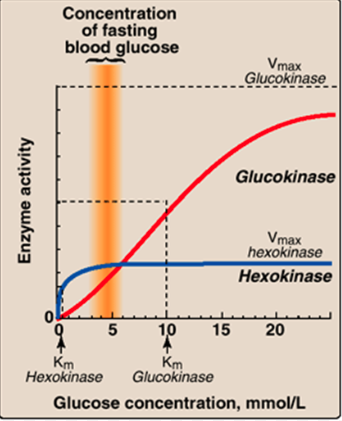 Concentration
of fasting
blood glucose
Vmax
Glucokinase
Enzyme activity
Glucokinase
Vmax
hexokinase
Hexokinase
0
0 5 10 15 20
Km
Hexokinase
Km
Glucokinase
Glucose concentration, mmol/L